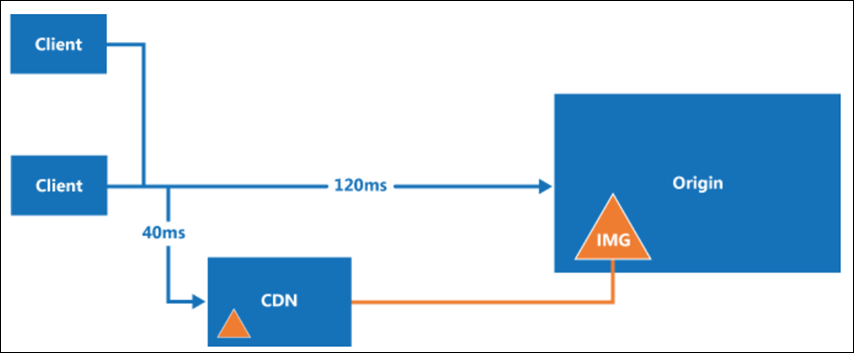 Client
Client
120ms
Origin
40ms
IMG
CDN